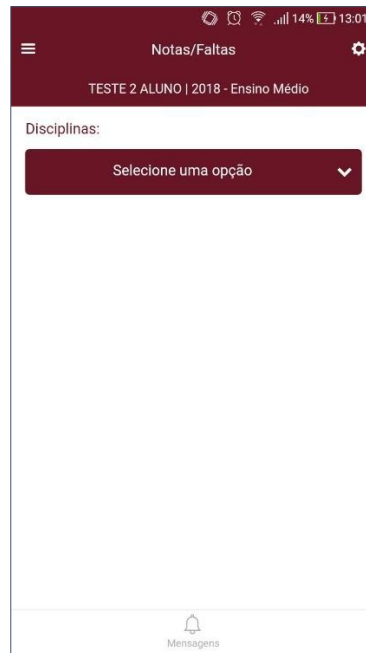 14% 13:01
Notas/Faltas
TESTE 2 ALUNO | 2018 - Ensino Médio
Disciplinas:
Selecione uma opção
Mensagens